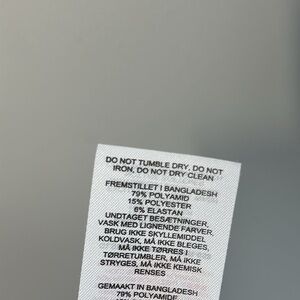 DO NOT TUMBLE DRY, DO NOT
IRON, DO NOT DRY CLEAN
FREMSTILLET I BANGLADESH
79% POLYAMID
15% POLYESTER
6% ELASTAN
UNDTAGET BESÆTNINGER,
VASK MED LIGNENDE FARVER,
BRUG IKKE SKYLLEMIDDEL
KOLDVASK, MÅ IKKE BLEGES,
MÅ IKKE TØRRES I
TØRRETUMBLER, MÅ IKKE
STRYGES, MÅ IKKE KEMISK
RENSES
GEMAAKT IN BANGLADESH
79% POLYAMIDE